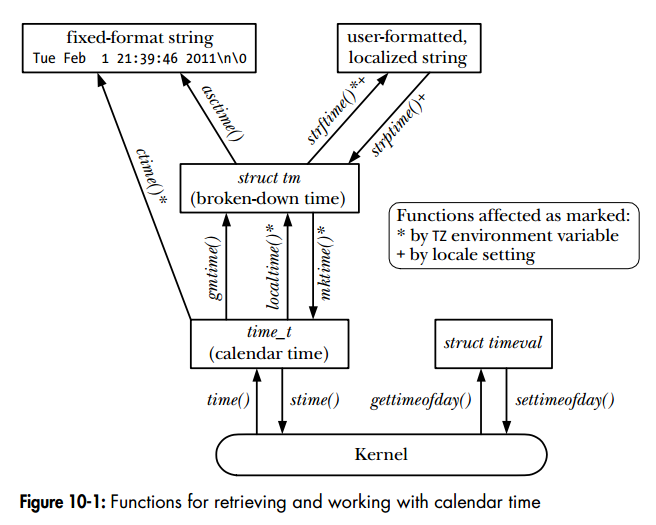 fixed-format string
Tue Feb  1 21:39:46 2011\n\0
user-formatted,
localized string
asctime()
strftime()*+
strptime()+
ctime()*
struct tm
(broken-down time)
Functions affected as marked:
* by TZ environment variable
+ by locale setting
gmtime()
localtime()*
mktime()*
time_t
(calendar time)
struct timeval
time()
stime()
gettimeofday()
settimeofday()
Kernel
Figure 10-1: Functions for retrieving and working with calendar time